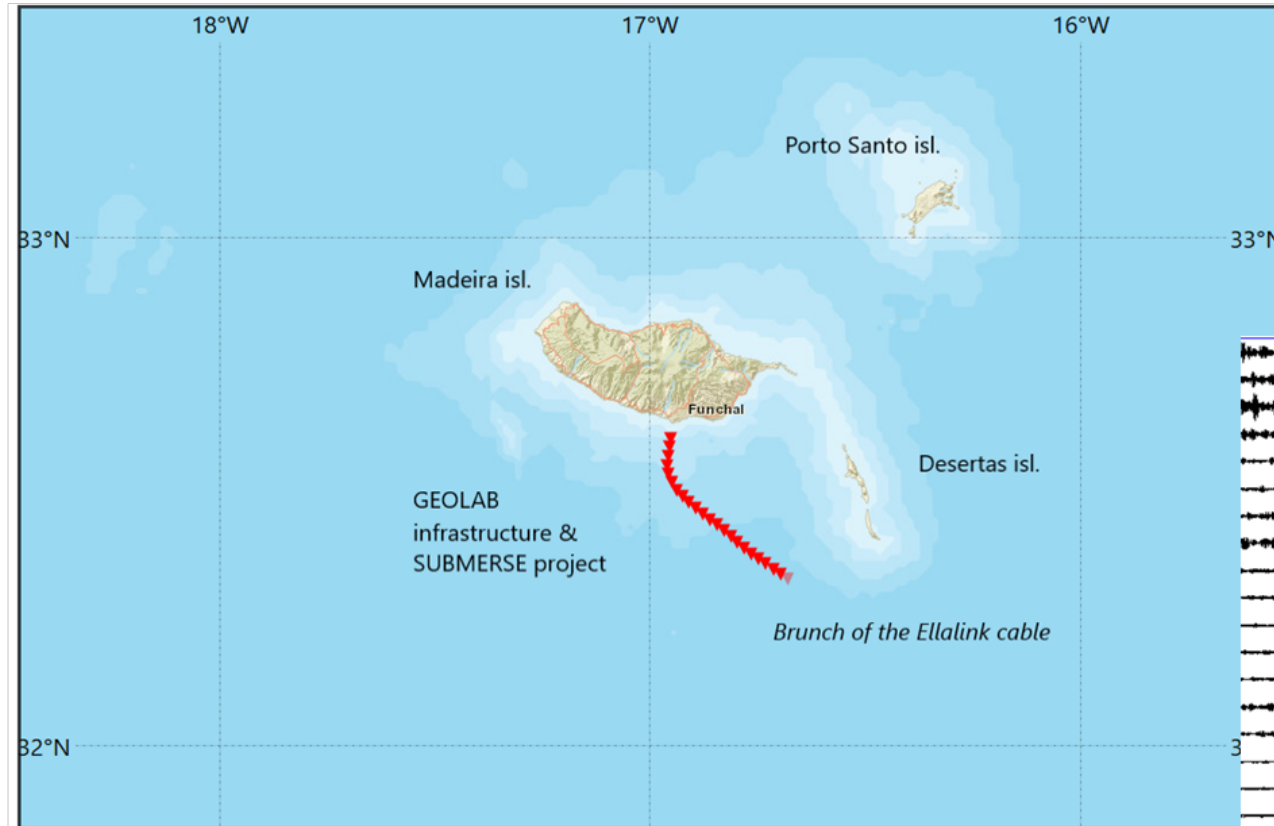 18°W
17°W
16°W
Porto Santo isl.
33°N
33°N
Madeira isl.
Funchal
Desertas isl.
GEOLAB
infrastructure &
SUBMERSE project
Brunch of the Ellalink cable
32°N
3